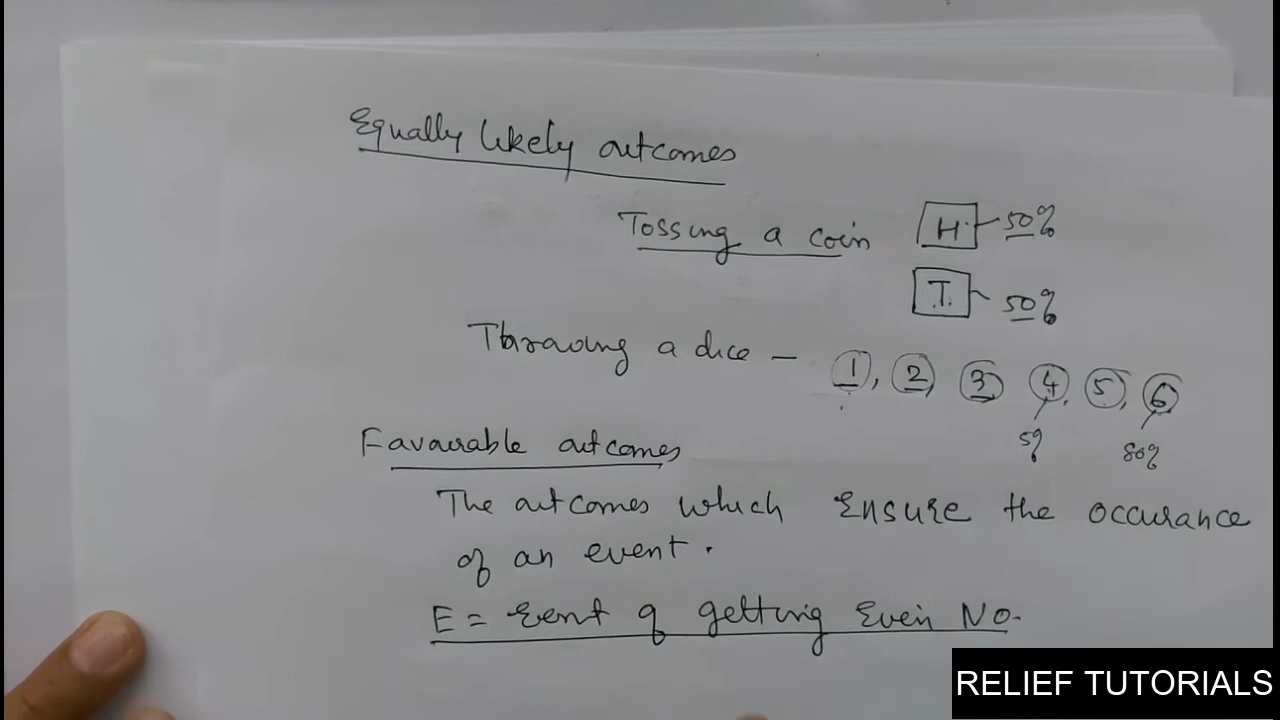 Equally likely outcomes
Tossing a coin H 50%
T 50%
Throwing a dice - 1, 2, 3 4, 5, 6
5% 80%
Favourable outcomes
The outcomes which Ensure the occurance
of an event.
E = Event of getting Even No.
RELIEF TUTORIALS